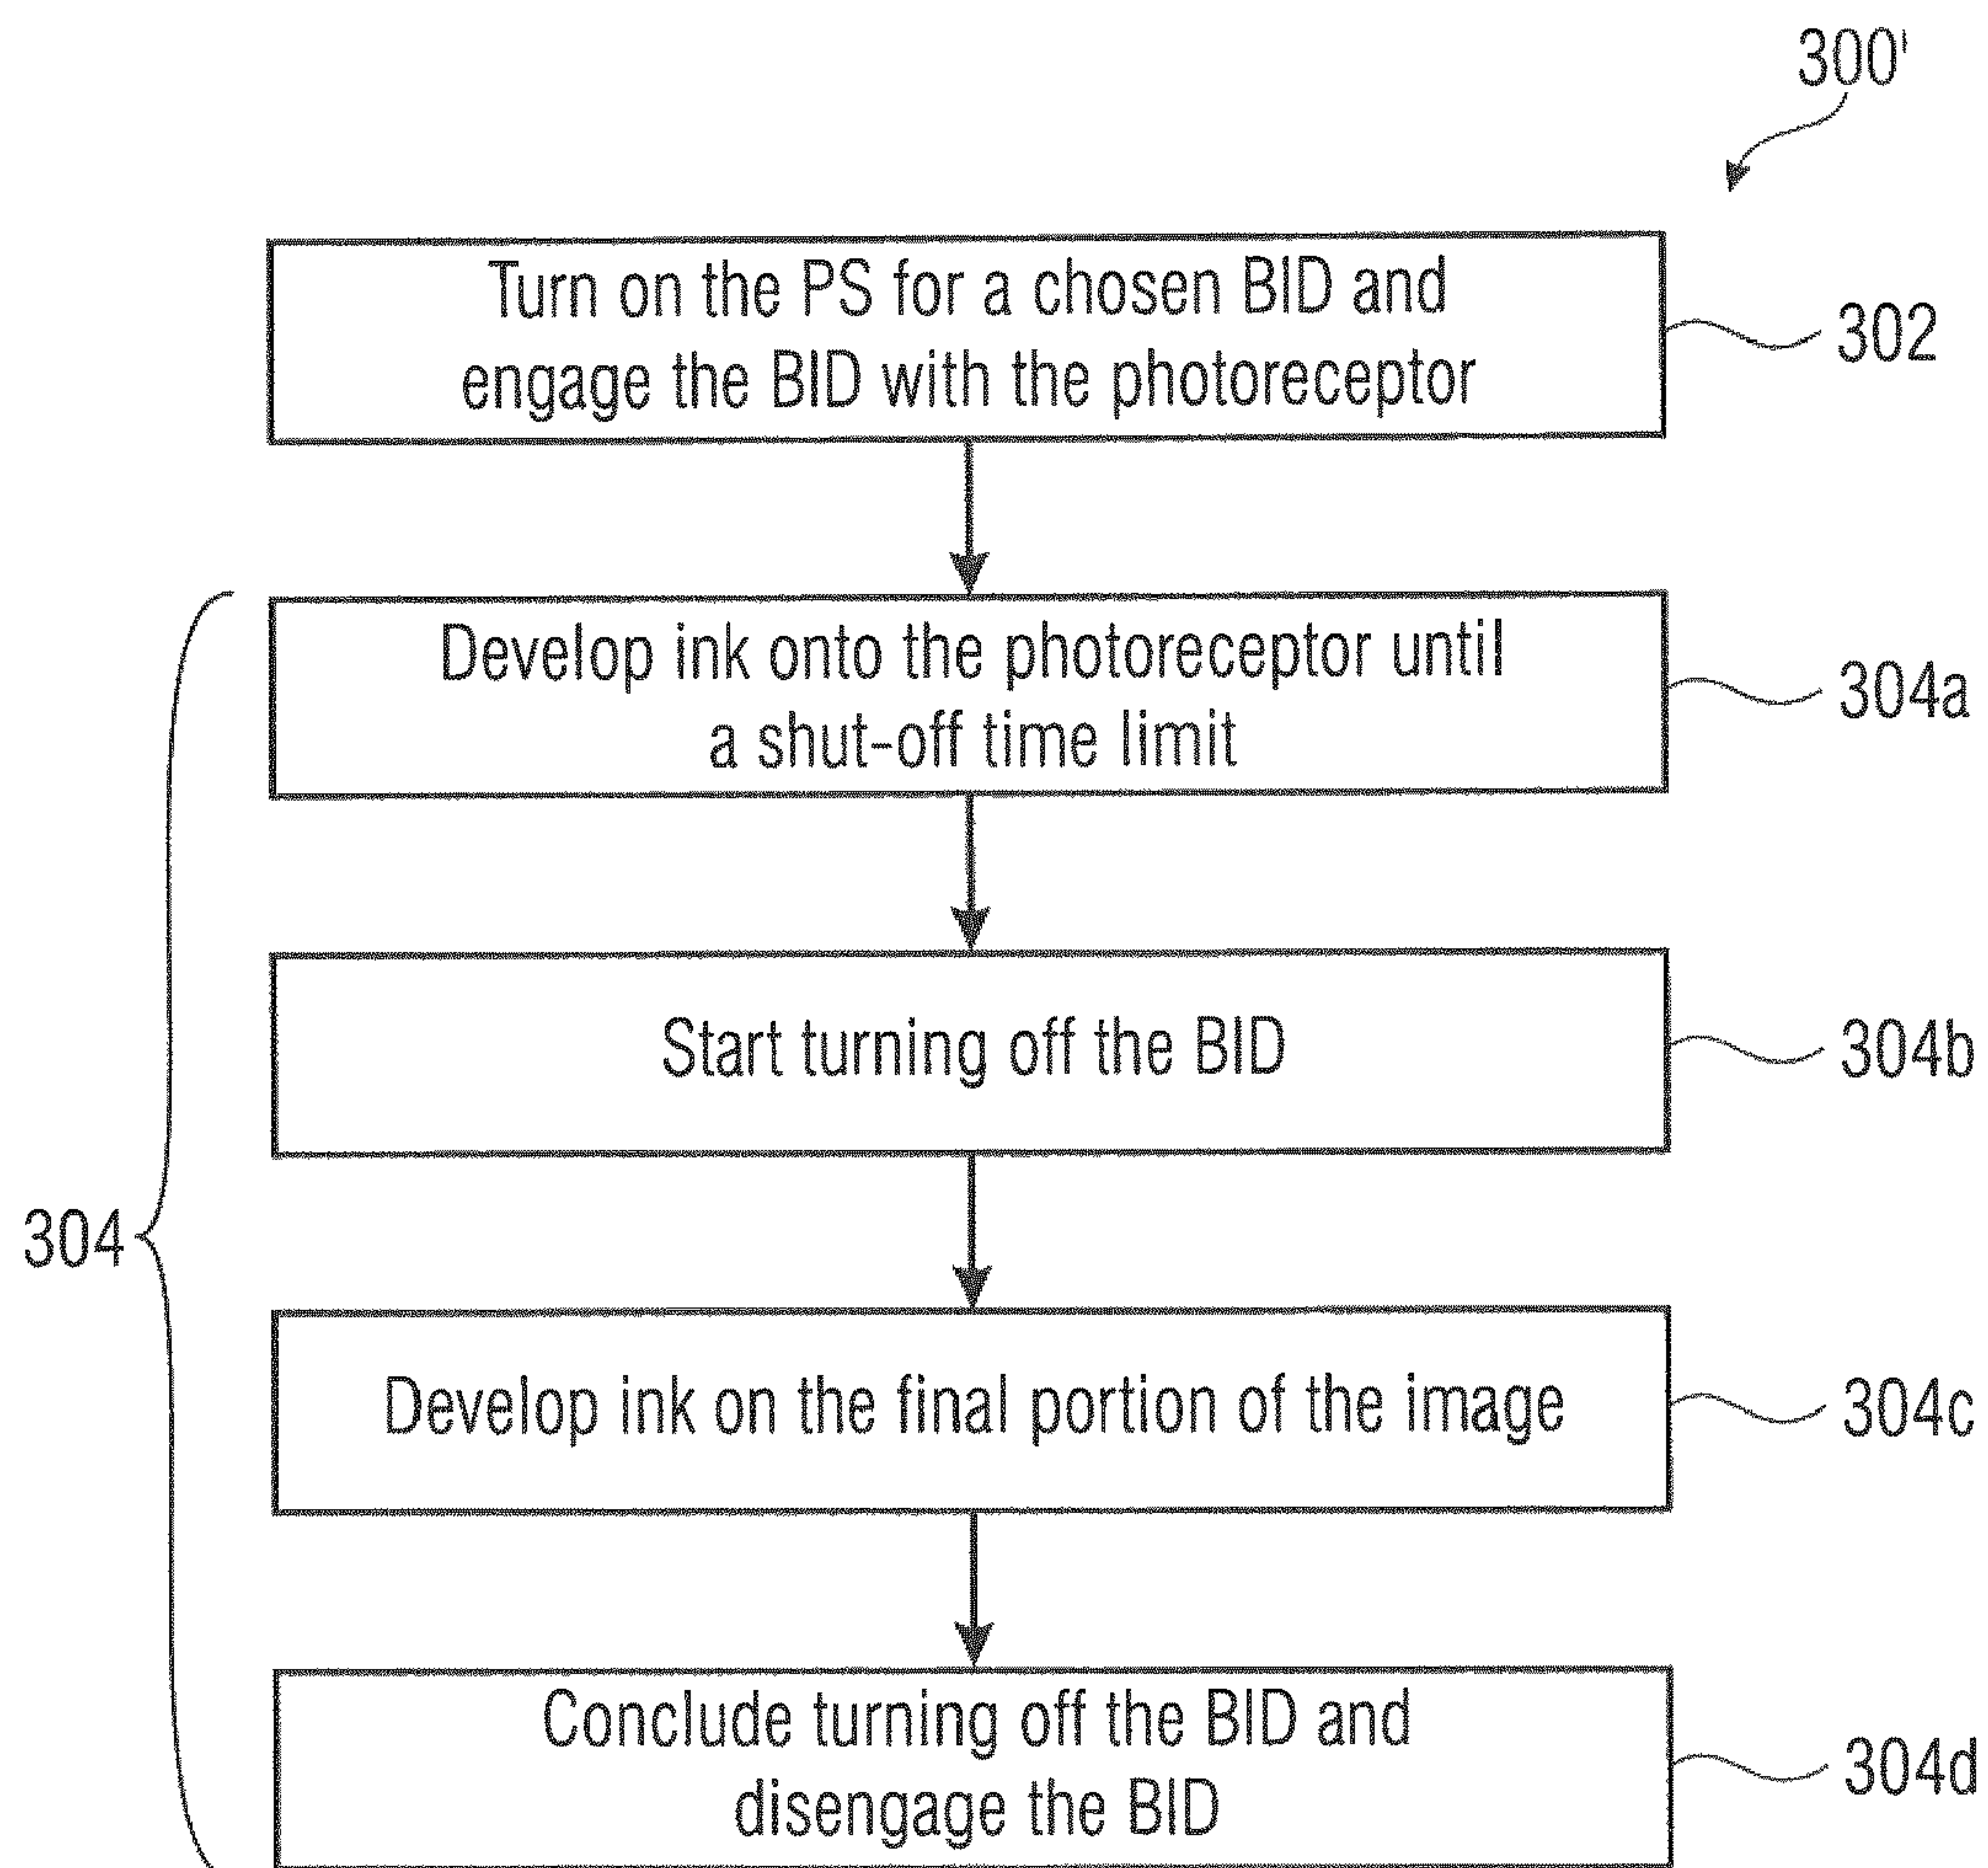 300'
Turn on the PS for a chosen BID and
engage the BID with the photoreceptor
302
Develop ink onto the photoreceptor until
a shut-off time limit
304a
Start turning off the BID
304b
304
Develop ink on the final portion of the image
304c
Conclude turning off the BID and
disengage the BID
304d